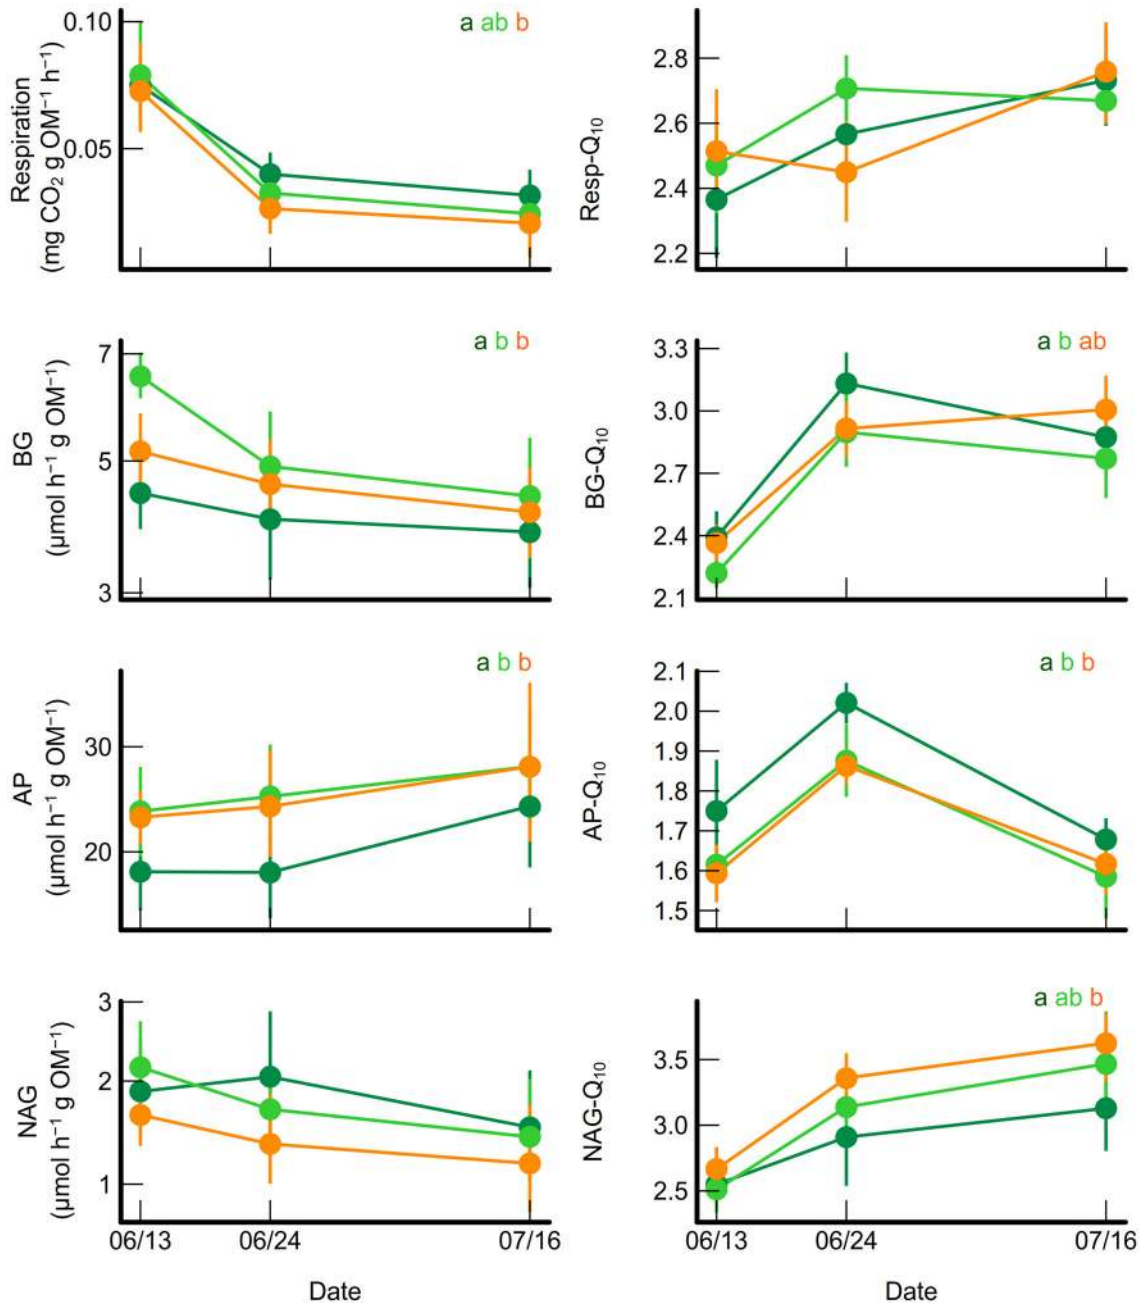 Respiration
(mg CO₂ g OM⁻¹ h⁻¹)
0.10
0.05
a ab b
Resp-Q₁₀
2.8
2.6
2.4
2.2
BG
(µmol h⁻¹ g OM⁻¹)
7
5
3
a b b
BG-Q₁₀
3.3
3.0
2.7
2.4
2.1
a b ab
AP
(µmol h⁻¹ g OM⁻¹)
30
20
a b b
AP-Q₁₀
2.1
2.0
1.9
1.8
1.7
1.6
1.5
a b b
NAG
(µmol h⁻¹ g OM⁻¹)
3
2
1
06/13 06/24 07/16
Date
NAG-Q₁₀
3.5
3.0
2.5
a ab b
06/13 06/24 07/16
Date